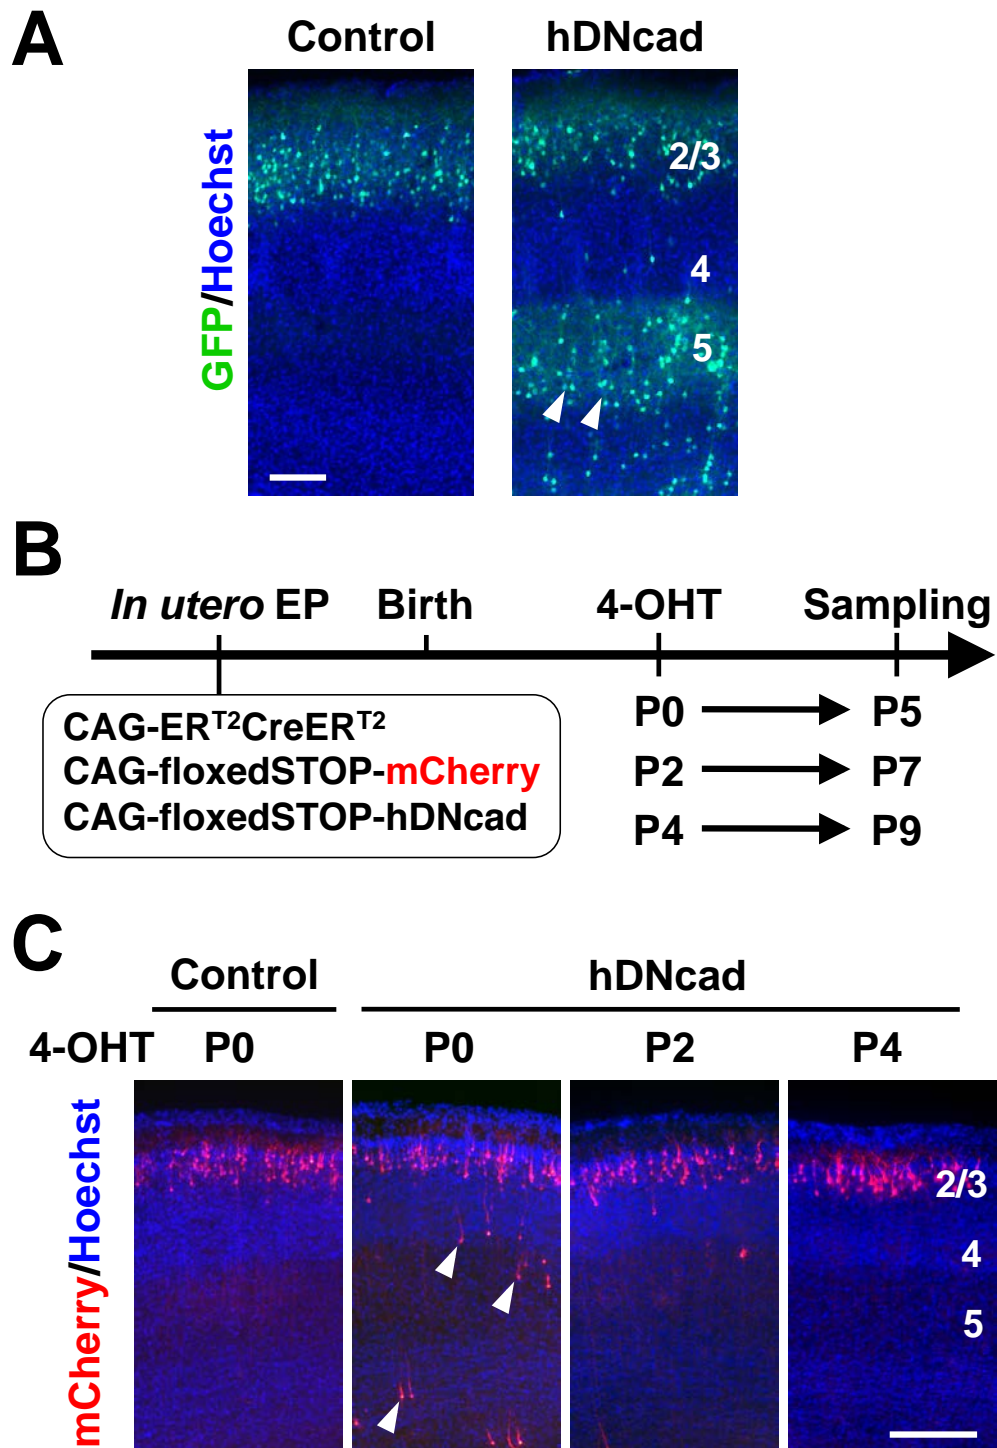 A
Control hDNcad
GFP/Hoechst
2/3
4
5
B
In utero EP Birth 4-OHT Sampling
CAG-ERT2CreERT2
CAG-floxedSTOP-mCherry
CAG-floxedSTOP-hDNcad
P0 P5
P2 P7
P4 P9
C
Control hDNcad
4-OHT P0 P0 P2 P4
mCherry/Hoechst
2/3
4
5